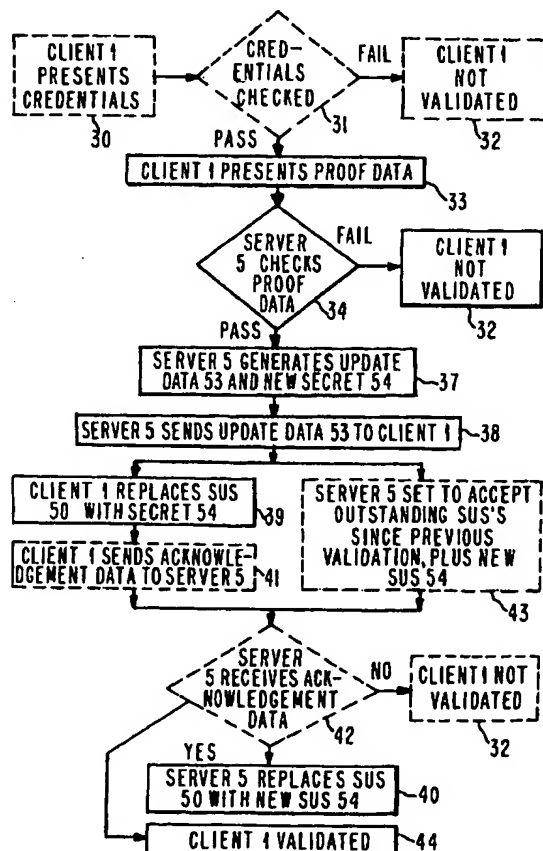 CLIENT 1
PRESENTS
CREDENTIALS
30
CRED-
ENTIALS
CHECKED
31
FAIL
CLIENT 1
NOT
VALIDATED
32
PASS
CLIENT 1 PRESENTS PROOF DATA
33
SERVER
5 CHECKS
PROOF
DATA
34
FAIL
CLIENT 1
NOT
VALIDATED
32
PASS
SERVER 5 GENERATES UPDATE
DATA 53 AND NEW SECRET 54
37
SERVER 5 SENDS UPDATE DATA 53 TO CLIENT 1
38
CLIENT 1 REPLACES SUS
50 WITH SECRET 54
39
CLIENT 1 SENDS ACKNOWL-
EDGEMENT DATA TO SERVER 5
41
SERVER 5 SET TO ACCEPT
OUTSTANDING SUS'S
SINCE PREVIOUS
VALIDATION, PLUS NEW
SUS 54
43
SERVER
5 RECEIVES ACK-
NOWLEDGEMENT
DATA
42
NO
CLIENT 1 NOT
VALIDATED
32
YES
SERVER 5 REPLACES SUS
50 WITH NEW SUS 54
40
CLIENT 1 VALIDATED
44